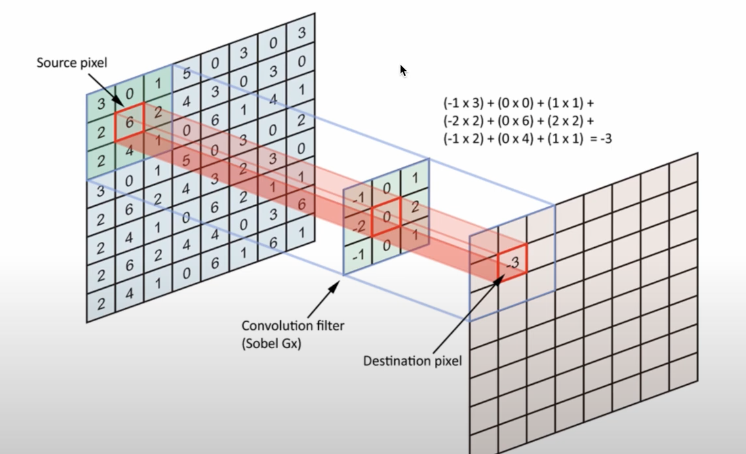 Source pixel
3 0 1 5 0 3 0 3
2 6 2 4 3 0 3 0
2 4 1 0 6 1 4 1
3 0 1 5 0 3 0 2
2 6 2 4 3 2 3 0
2 4 1 0 6 2 1 1
2 6 2 4 4 0 3 6
2 4 1 0 6 1 6 1
(-1 x 3) + (0 x 0) + (1 x 1) +
(-2 x 2) + (0 x 6) + (2 x 2) +
(-1 x 2) + (0 x 4) + (1 x 1) = -3
-1 0 1
-2 0 2
-1 0 1
-3
Convolution filter
(Sobel Gx)
Destination pixel